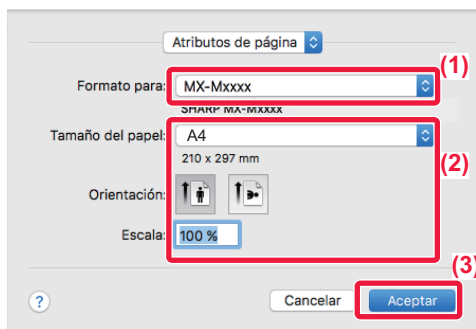 Atributos de página
(1)
Formato para: MX-Mxxxx
SHARP MX-Mxxxx
Tamaño del papel: A4
210 x 297 mm
(2)
Orientación:
Escala: 100 %
(3)
? Cancelar Aceptar